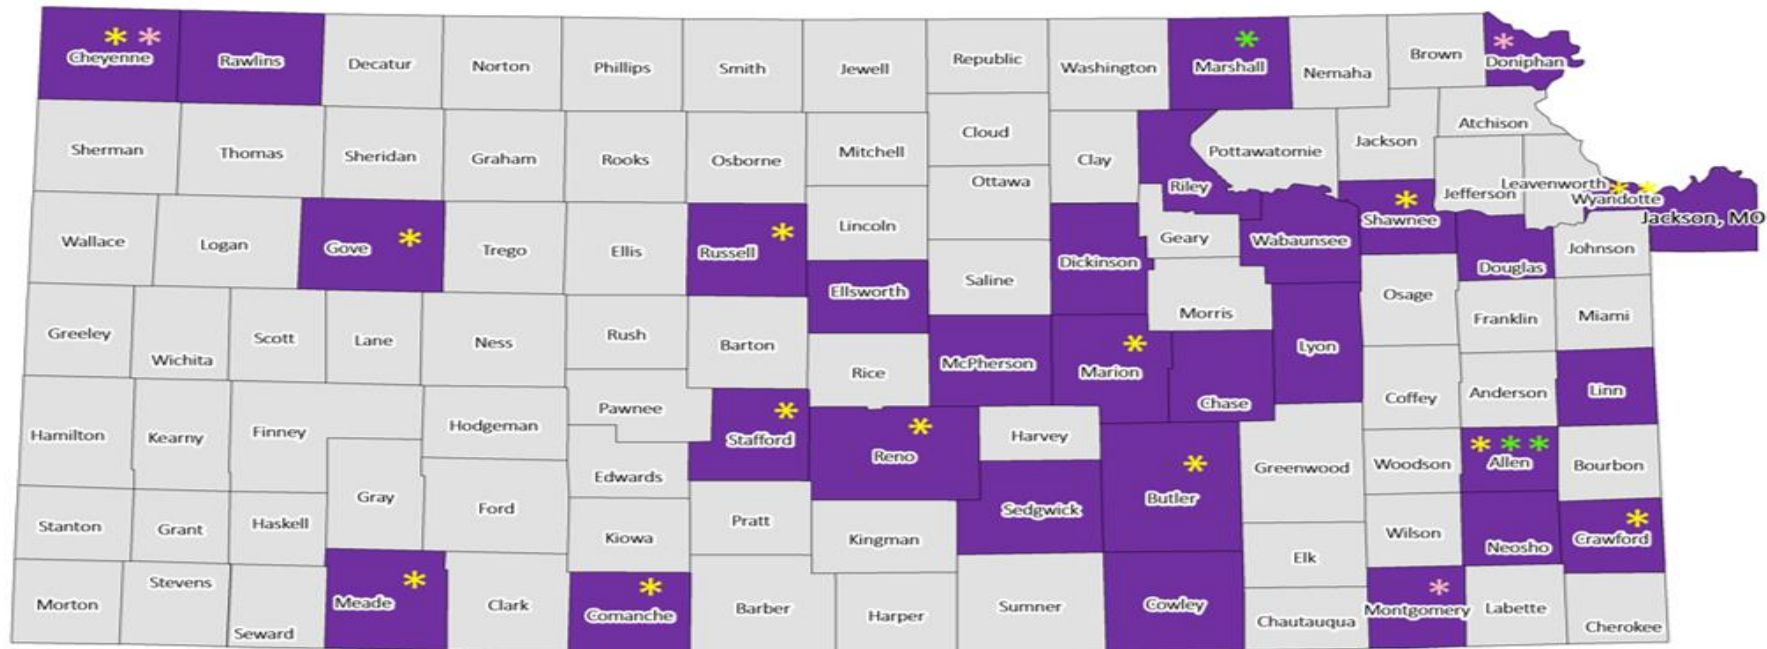 Cheyenne
Rawlins
Decatur
Norton
Phillips
Smith
Jewell
Republic
Washington
Marshall
Nemaha
Brown
Doniphan
Sherman
Thomas
Sheridan
Graham
Rooks
Osborne
Mitchell
Cloud
Clay
Riley
Pottawatomie
Jackson
Atchison
Jefferson
Leavenworth
Wyandotte
Jackson, MO
Wallace
Logan
Gove
Trego
Ellis
Russell
Lincoln
Ottawa
Saline
Dickinson
Geary
Wabaunsee
Shawnee
Douglas
Johnson
Ellsworth
Greeley
Wichita
Scott
Lane
Ness
Rush
Barton
Rice
McPherson
Marion
Morris
Chase
Lyon
Osage
Franklin
Miami
Coffey
Anderson
Linn
Hamilton
Kearny
Finney
Hodgeman
Pawnee
Stafford
Reno
Harvey
Butler
Greenwood
Woodson
Allen
Bourbon
Gray
Ford
Edwards
Sedgwick
Stanton
Grant
Haskell
Kiowa
Pratt
Kingman
Elk
Wilson
Neosho
Crawford
Morton
Stevens
Seward
Meade
Clark
Comanche
Barber
Harper
Sumner
Cowley
Chautauqua
Montgomery
Labette
Cherokee